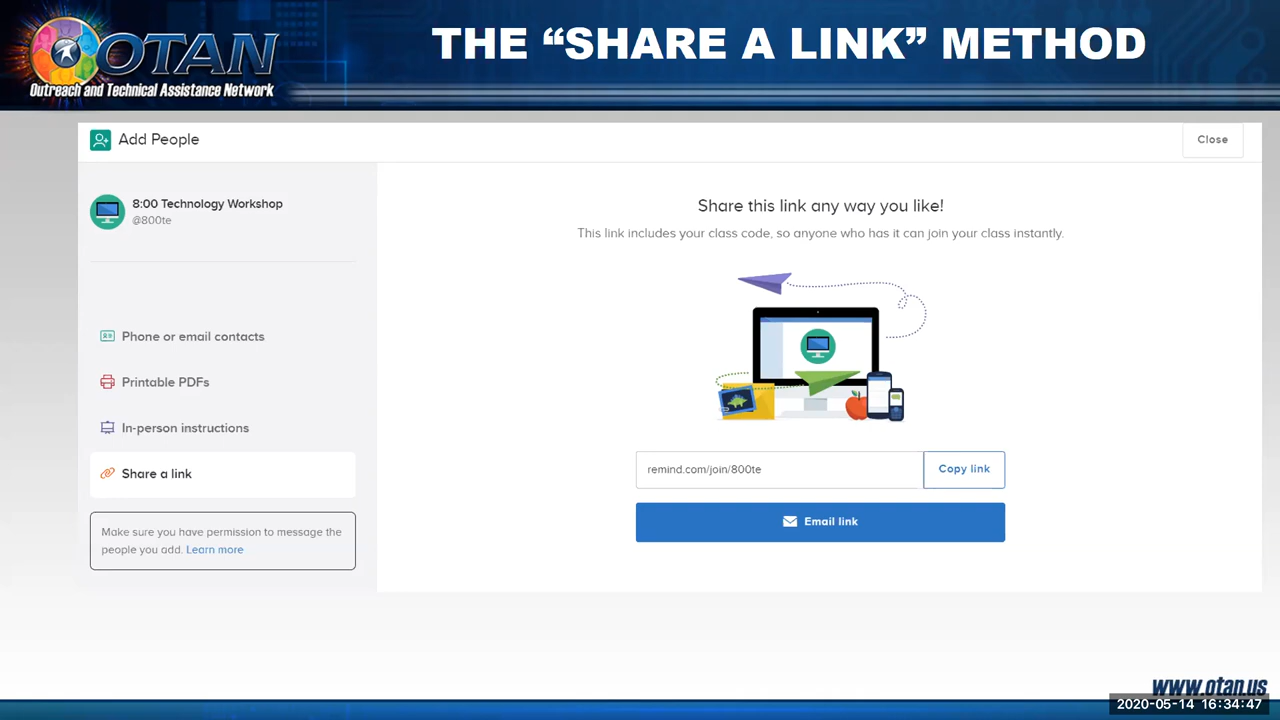 OTAN
Outreach and Technical Assistance Network
THE “SHARE A LINK” METHOD
Add People
Close
8:00 Technology Workshop
@800te
Phone or email contacts
Printable PDFs
In-person instructions
Share a link
Make sure you have permission to message the
people you add. Learn more
Share this link any way you like!
This link includes your class code, so anyone who has it can join your class instantly.
remind.com/join/800te
Copy link
Email link
www.otan.us
2020-05-14 16:34:47